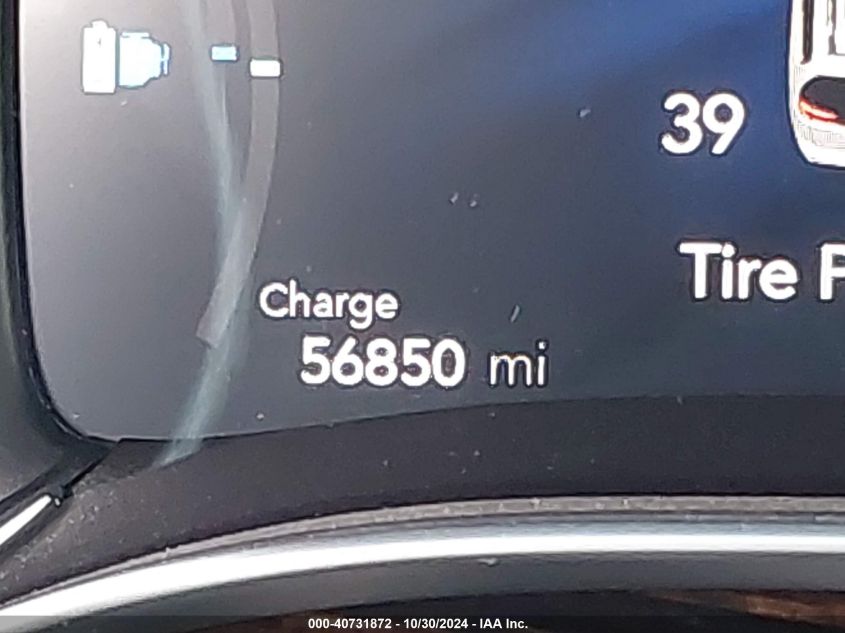 39
Tire
Charge
56850 mi
000-40731872 - 10/30/2024 - IAA Inc.